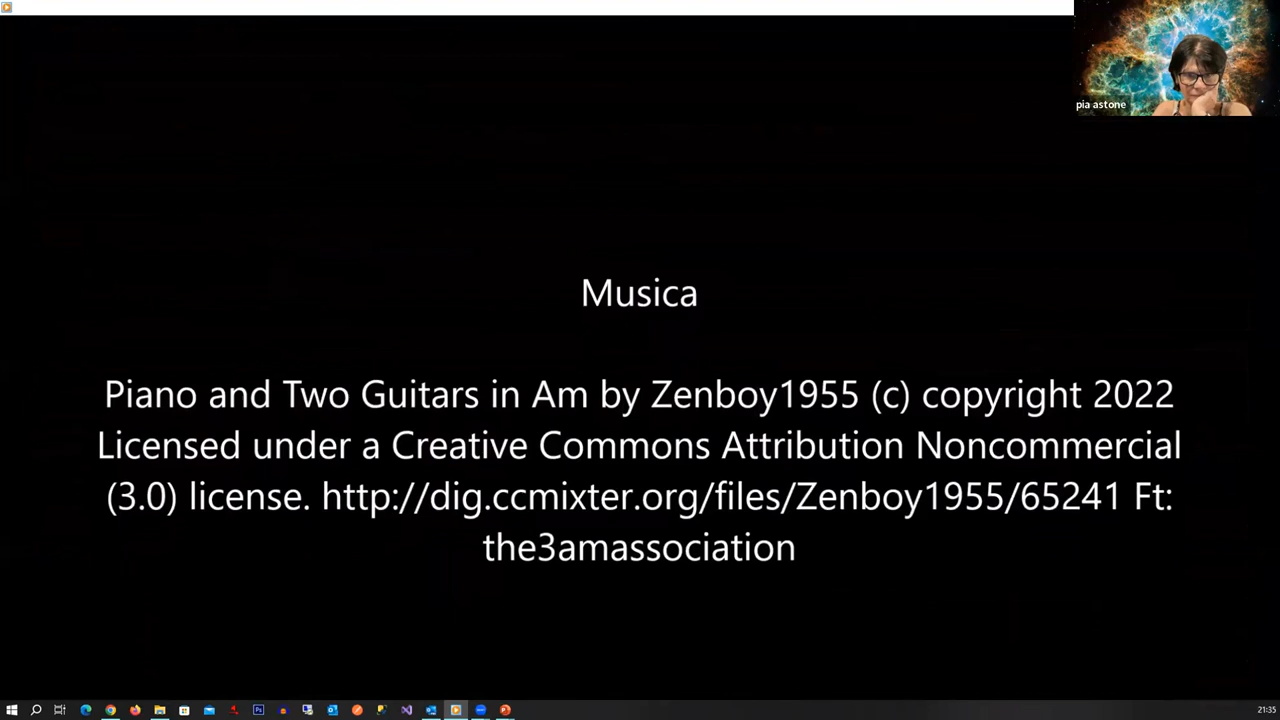 pia astone
Musica
Piano and Two Guitars in Am by Zenboy1955 (c) copyright 2022
Licensed under a Creative Commons Attribution Noncommercial
(3.0) license. http://dig.ccmixter.org/files/Zenboy1955/65241 Ft:
the3amassociation
21:35